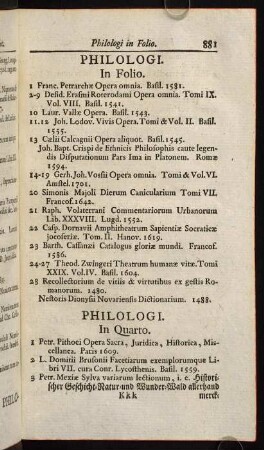 Philologi in Folio. 881
PHILOLOGI.
In Folio.
1 Franc. Petrarchæ Opera omnia. Basil. 1581.
2-9 Desid. Erasmi Roterodami Opera omnia. Tomi IX.
Vol. VIII. Basil. 1541.
10 Laur. Vallæ Opera. Basil. 1543.
11.12 Joh. Lodov. Vivis Opera. Tom & Vol. II. Basil.
1555.
13 Cælii Calcagnii Opera aliquot. Basil. 1545.
Joh. Bapt. Crispi de Ethnicis Philosophis caute legen-
dis Disputationum Pars Ima in Platonem. Romæ
1594.
14-19 Gerh. Joh. Vossii Opera omnia. Tomi & Vol. VI.
Amstel. 1701.
20 Simonis Majoli Dierum Canicularium Tomi VII.
Francof. 1642.
21 Raph. Volaterrani Commentariorum Urbanorum
Lib. XXXVIII. Lugd. 1552.
22 Casp. Dornavii Amphitheatrum Sapientiæ Socraticæ
jocoseriæ. Tom. II. Hanov. 1619.
23 Barth. Cassanæi Catalogus gloriæ mundi. Francof.
1586.
24-27 Theod. Zwingeri Theatrum humanæ vitæ. Tomi
XXIX. Vol. IV. Basil. 1604.
28 Recollectorium de vitiis & virtutibus ex gestis Ro-
manorum. 1480.
Nestoris Dionysii Novariensis Dictionarium. 1488.
PHILOLOGI.
In Quarto.
1 Petr. Pithoei Opera Sacra, Juridica, Historica, Mis-
cellanea. Paris 1609.
2 L. Domitii Brusonii Facetiarum exemplorumque Li-
bri VII. cura Conr. Lycosthenis. Basil. 1559.
3 Petr. Mexiæ Sylva variarum lectionum, i. e. Histori-
scher Geschicht-Natur-und Wunder-Wald allerhand
Kkk merck-